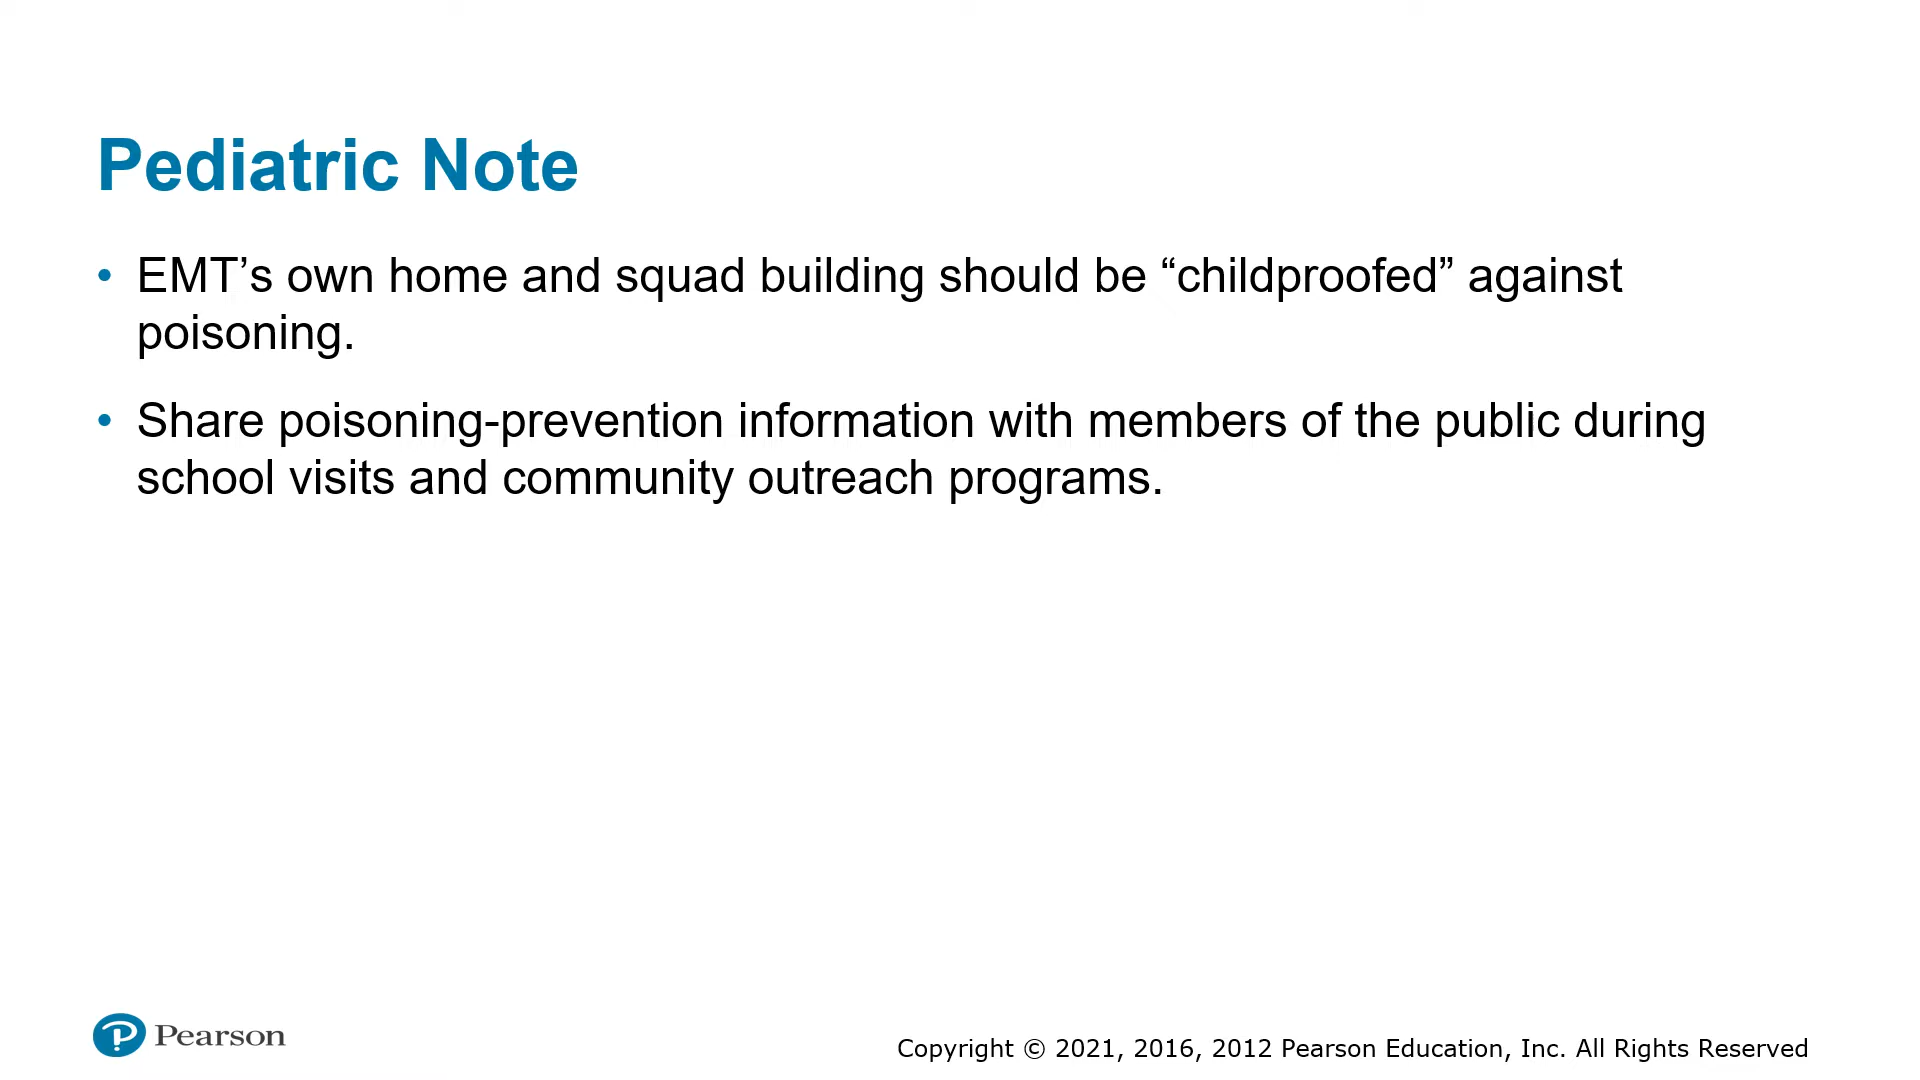 Pediatric Note
• EMT’s own home and squad building should be “childproofed” against
poisoning.
• Share poisoning-prevention information with members of the public during
school visits and community outreach programs.
Pearson
Copyright © 2021, 2016, 2012 Pearson Education, Inc. All Rights Reserved